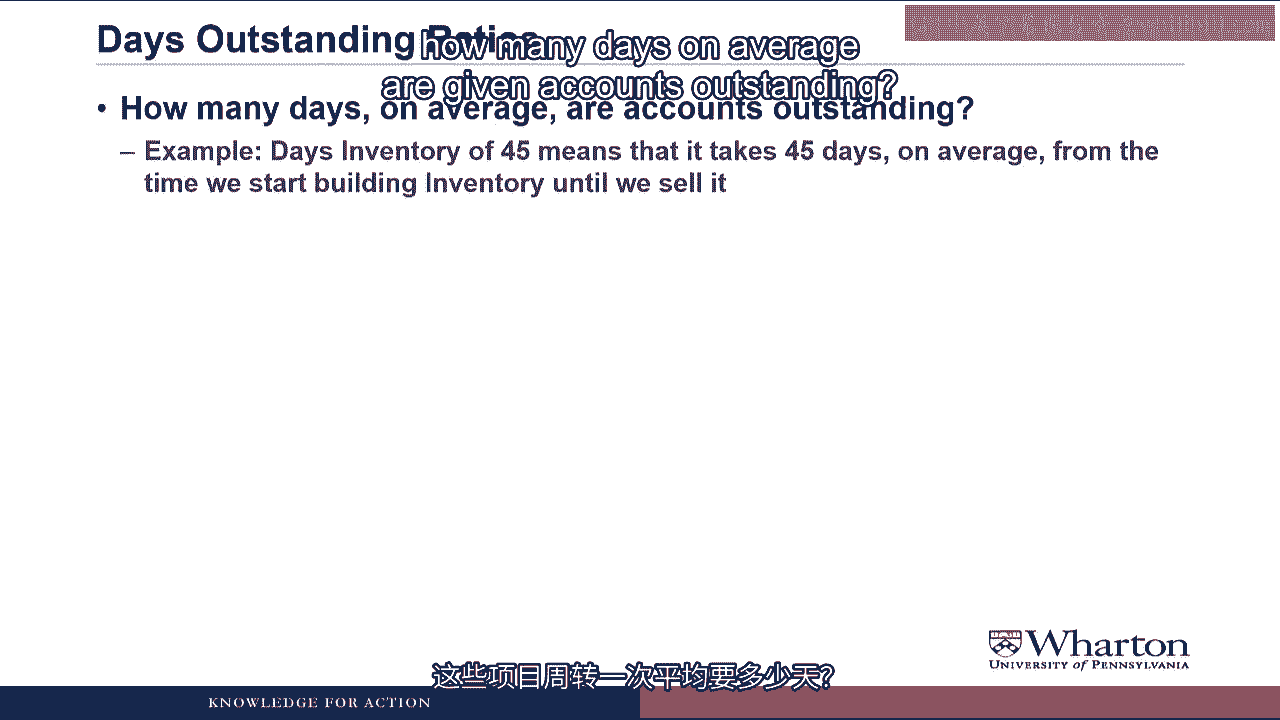 Days Outstanding Ratios
how many days on average
are given accounts outstanding?
• How many days, on average, are accounts outstanding?
– Example: Days Inventory of 45 means that it takes 45 days, on average, from the
time we start building Inventory until we sell it
Wharton
UNIVERSITY of PENNSYLVANIA
这些项目周转一次平均要多少天?
KNOWLEDGE FOR ACTION